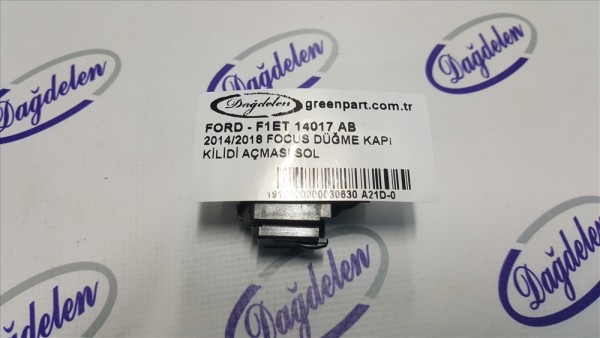 Dağdelen
Dağdelen
Dağdelen greenpart.com.tr
FORD - F1ET 14017 AB
2014/2018 FOCUS DÜĞME KAPI
KİLİDİ AÇMASI SOL
A21D-0
Dağdelen
Dağdelen
Dağdelen